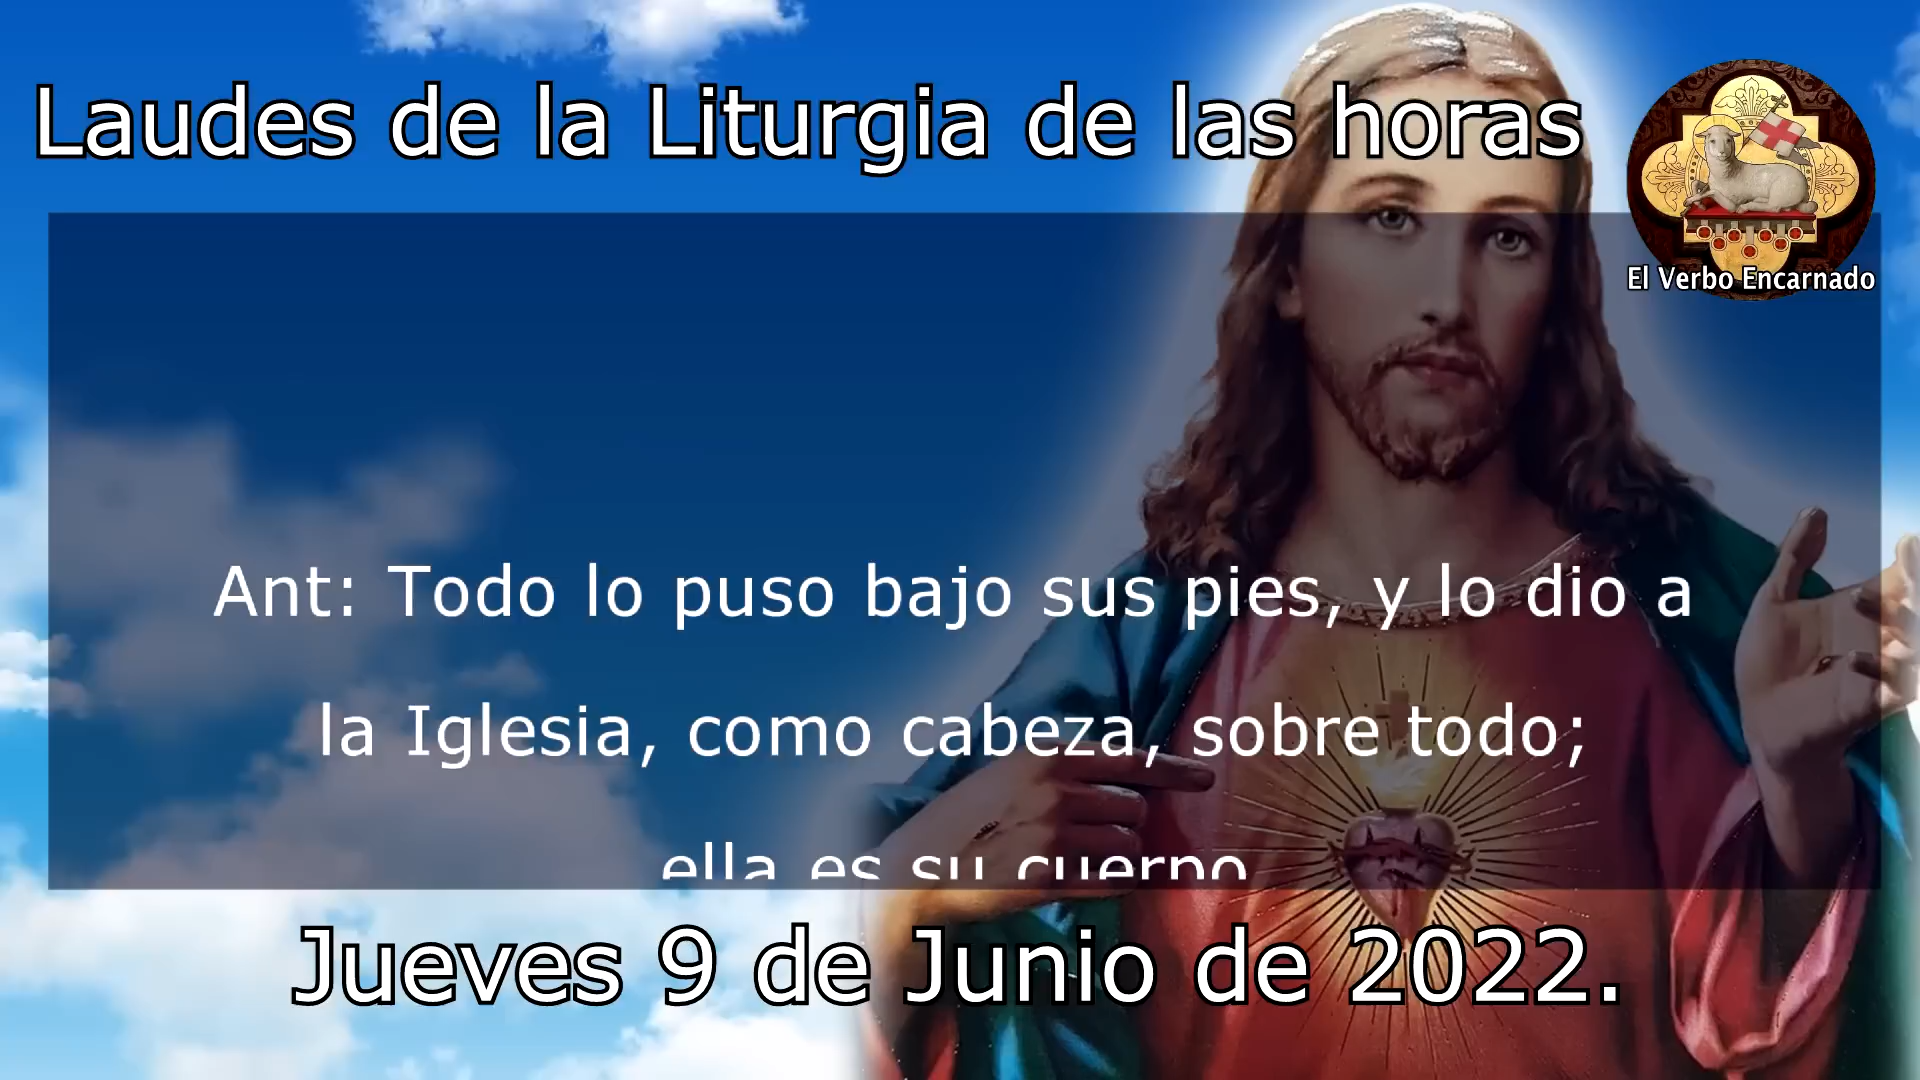 Laudes de la Liturgia de las horas
El Verbo Encarnado
Ant: Todo lo puso bajo sus pies, y lo dio a
la Iglesia, como cabeza, sobre todo;
ella es su cuerpo
Jueves 9 de Junio de 2022.